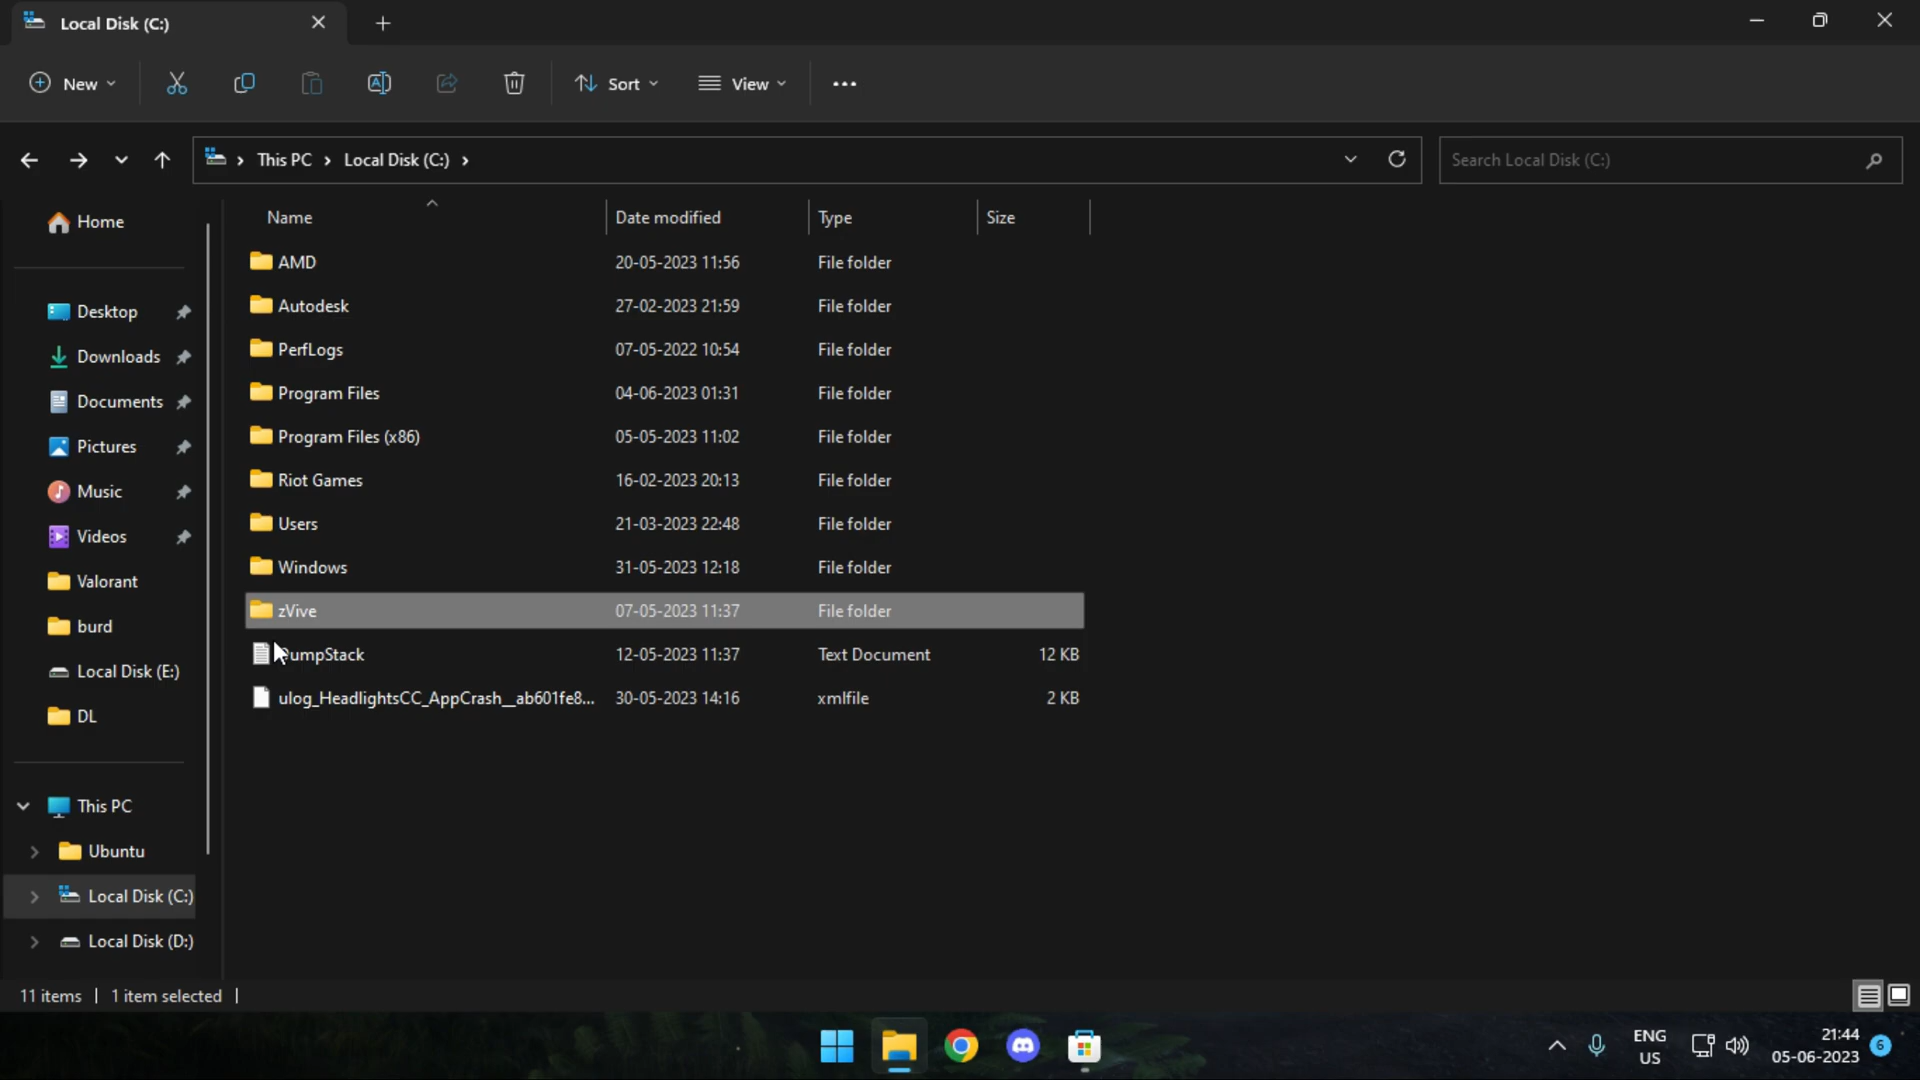 Local Disk (C:)
New
Sort
View
This PC
Local Disk (C:)
Search Local Disk (C:)
Name
Date modified
Type
Size
AMD 20-05-2023 11:56 File folder
Autodesk 27-02-2023 21:59 File folder
PerfLogs 07-05-2022 10:54 File folder
Program Files 04-06-2023 01:31 File folder
Program Files (x86) 05-05-2023 11:02 File folder
Riot Games 16-02-2023 20:13 File folder
Users 21-03-2023 22:48 File folder
Windows 31-05-2023 12:18 File folder
zVive 07-05-2023 11:37 File folder
DumpStack 12-05-2023 11:37 Text Document 12 KB
ulog_HeadlightsCC_AppCrash__ab601fe8... 30-05-2023 14:16 xmlfile 2 KB
Home
Desktop
Downloads
Documents
Pictures
Music
Videos
Valorant
burd
Local Disk (E:)
DL
This PC
Ubuntu
Local Disk (C:)
Local Disk (D:)
11 items
1 item selected
ENG
US
21:44
05-06-2023
6